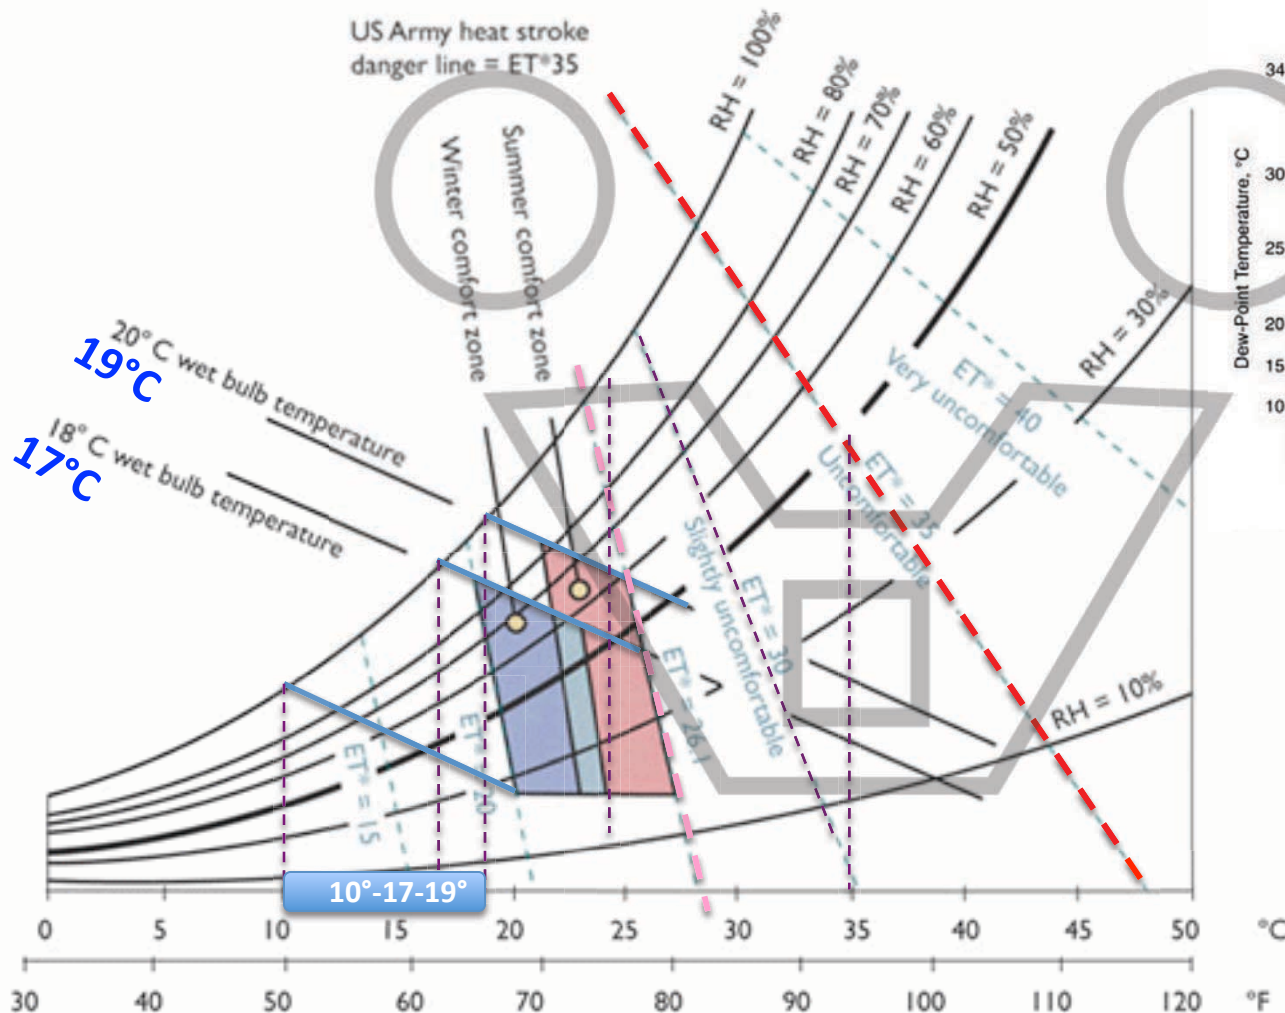 US Army heat stroke
danger line = ET*35
RH = 100%
RH = 80%
RH = 70%
RH = 60%
RH = 50%
RH = 30%
RH = 10%
34
30
25
20
15
10
Dew-Point Temperature, °C
Winter comfort zone
Summer comfort zone
20° C wet bulb temperature
19°C
18° C wet bulb temperature
17°C
ET* = 40
Very uncomfortable
ET* = 35
Uncomfortable
ET* = 30
Slightly uncomfortable
>
ET* = 26.1
ET* = 20
ET* = 15
10°-17-19°
0 5 10 15 20 25 30 35 40 45 50 °C
30 40 50 60 70 80 90 100 110 120 °F